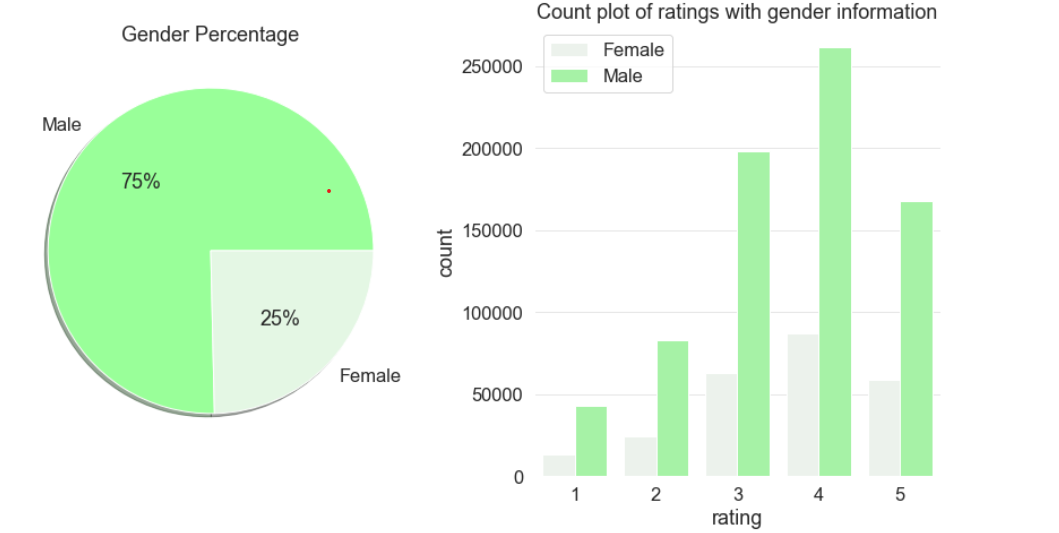 Gender Percentage
Male
75%
25%
Female
Count plot of ratings with gender information
Female
Male
250000
200000
150000
100000
50000
0
count
1 2 3 4 5
rating